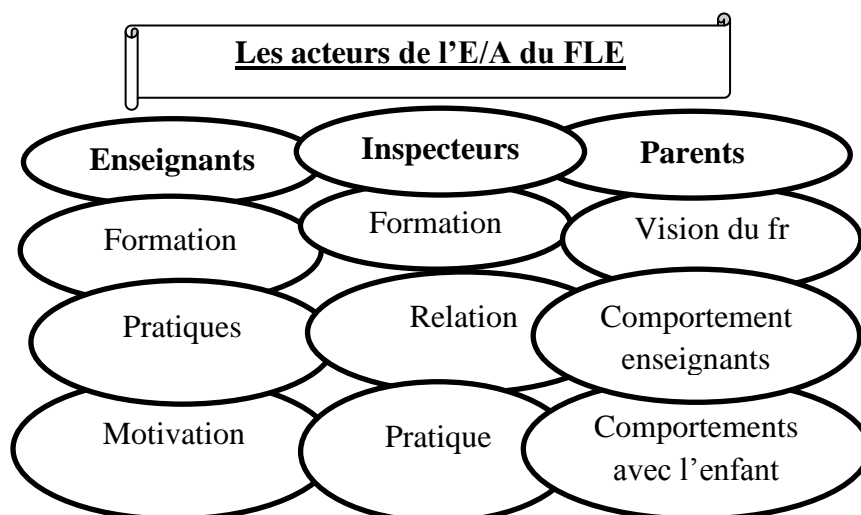 Les acteurs de l’E/A du FLE
Enseignants
Inspecteurs
Parents
Formation
Formation
Vision du fr
Pratiques
Relation
Comportement
enseignants
Motivation
Pratique
Comportements
avec l’enfant